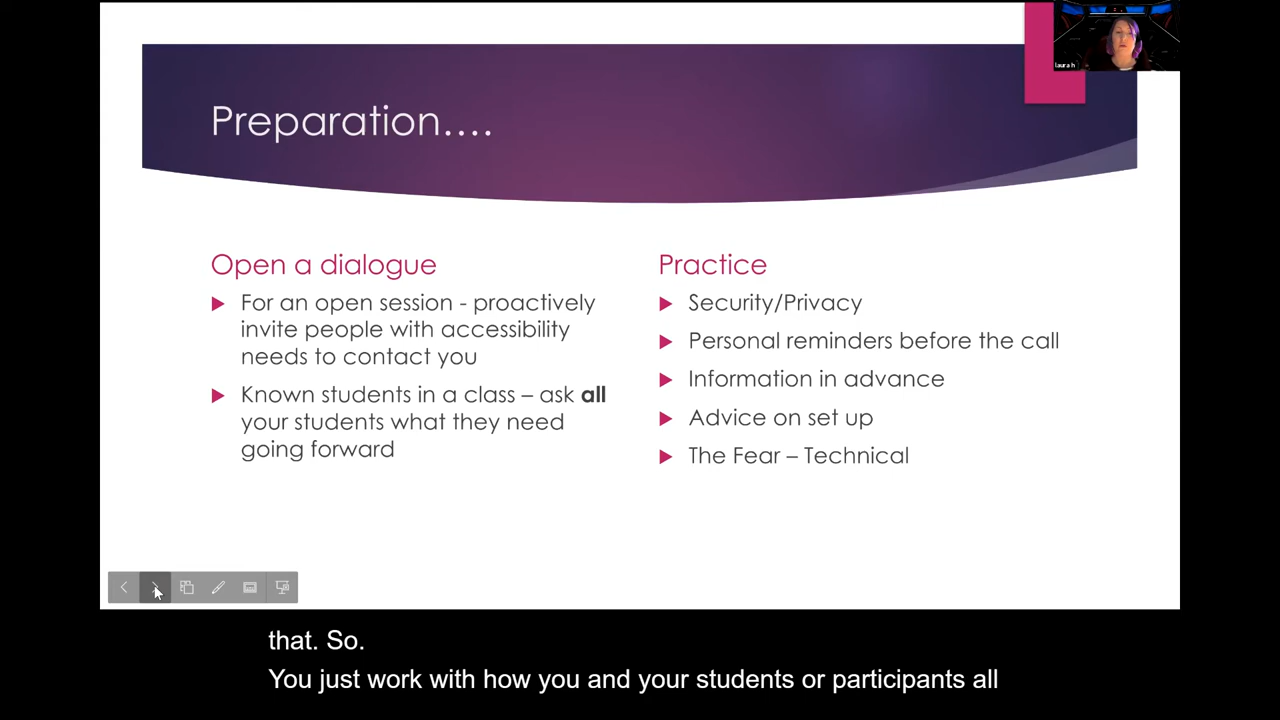 laura h
Preparation....
Open a dialogue
For an open session - proactively
invite people with accessibility
needs to contact you
Known students in a class – ask all
your students what they need
going forward
Practice
Security/Privacy
Personal reminders before the call
Information in advance
Advice on set up
The Fear – Technical
that. So.
You just work with how you and your students or participants all